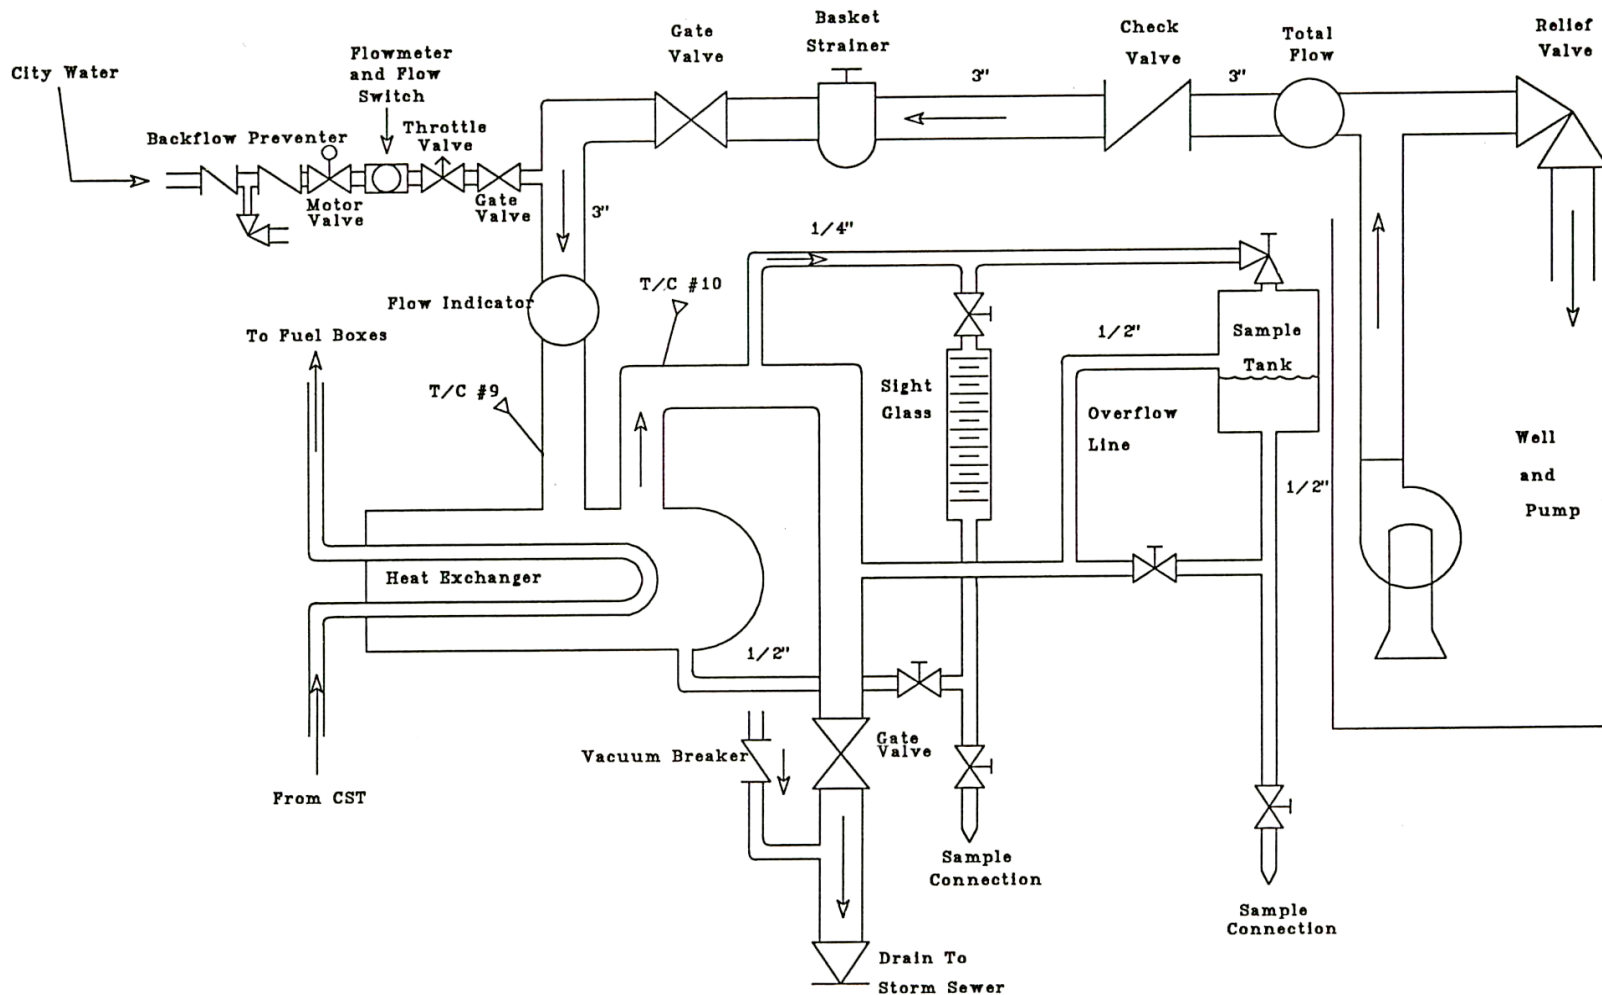 City Water
Flowmeter
and Flow
Switch
Gate
Valve
Basket
Strainer
3"
Check
Valve
3"
Total
Flow
Relief
Valve
Backflow Preventer
Throttle
Valve
Motor
Valve
Gate
Valve
3"
1/4"
T/C #10
Flow Indicator
To Fuel Boxes
T/C #9
Sight
Glass
1/2"
Sample
Tank
Overflow
Line
1/2"
Well
and
Pump
Heat Exchanger
1/2"
From CST
Vacuum Breaker
Gate
Valve
Sample
Connection
Sample
Connection
Drain To
Storm Sewer